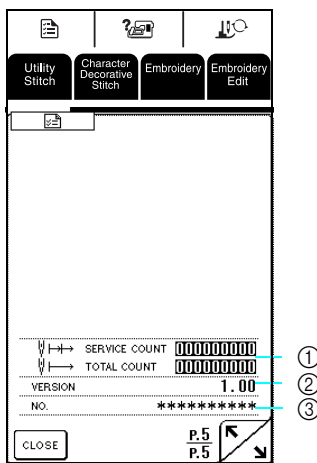 ?
Utility Stitch
Character Decorative Stitch
Embroidery
Embroidery Edit
SERVICE COUNT 000000000 ①
TOTAL COUNT 000000000
VERSION 1.00 ②
NO. ********** ③
CLOSE
P.5
P.5